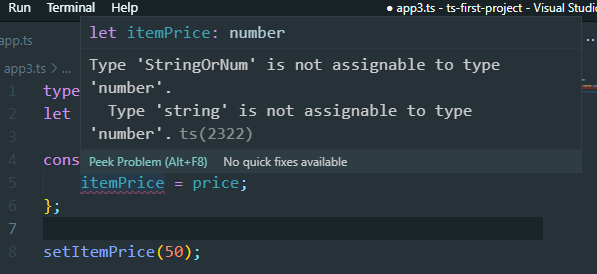 Run Terminal Help ● app3.ts - ts-first-project - Visual Studio
app.ts
let itemPrice: number
app3.ts > ...
Type 'StringOrNum' is not assignable to type
'number'.
Type 'string' is not assignable to type
'number'. ts(2322)
Peek Problem (Alt+F8) No quick fixes available
1 type
2 let
3
4 cons
5 itemPrice = price;
6 };
7
8 setItemPrice(50);